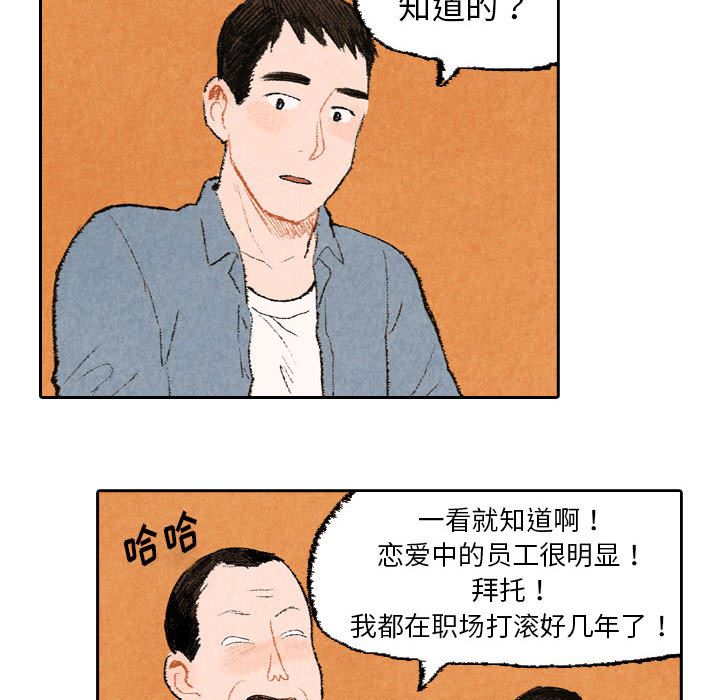 知道的？
哈哈
一看就知道啊！
恋爱中的员工很明显！
拜托！
我都在职场打滚好几年了！